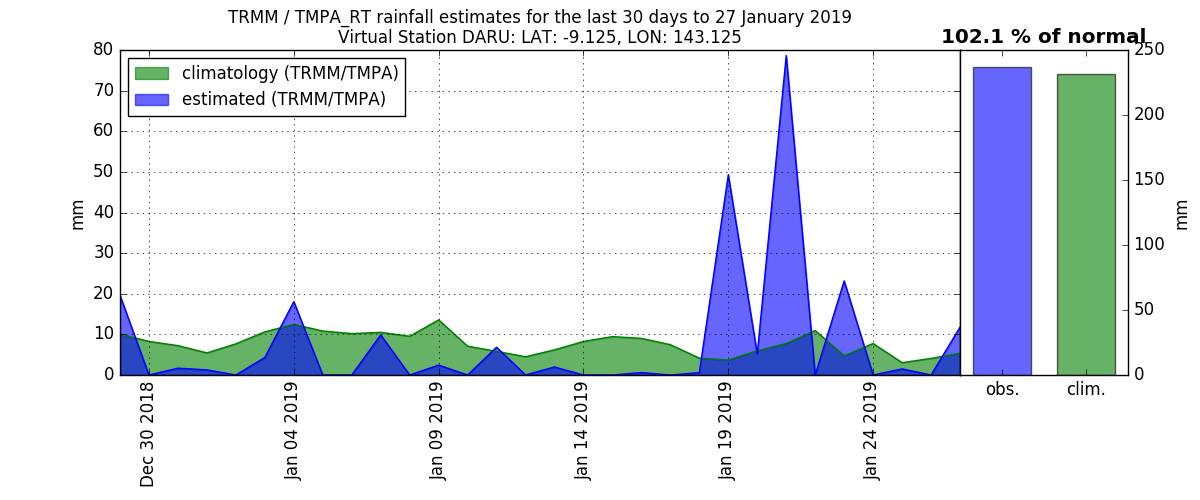 TRMM / TMPA_RT rainfall estimates for the last 30 days to 27 January 2019
Virtual Station DARU: LAT: -9.125, LON: 143.125
102.1 % of normal
climatology (TRMM/TMPA)
estimated (TRMM/TMPA)
80
70
60
50
40
30
20
10
0
mm
Dec 30 2018
Jan 04 2019
Jan 09 2019
Jan 14 2019
Jan 19 2019
Jan 24 2019
obs.
clim.
250
200
150
100
50
0
mm